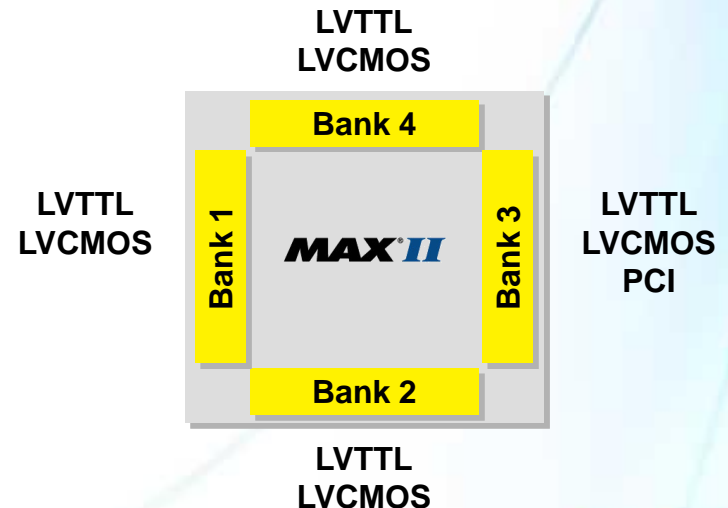 LVTTL
LVCMOS
Bank 4
LVTTL
LVCMOS
Bank 1
MAX® II
Bank 3
LVTTL
LVCMOS
PCI
Bank 2
LVTTL
LVCMOS